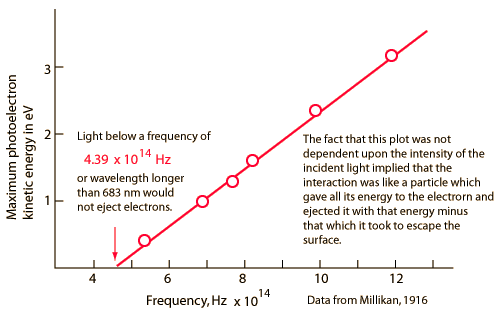 Maximum photoelectron
kinetic energy in eV
3
2
1
Light below a frequency of
4.39 x 10¹⁴ Hz
or wavelength longer
than 683 nm would
not eject electrons.
The fact that this plot was not
dependent upon the intensity of the
incident light implied that the
interaction was like a particle which
gave all its energy to the electrorn and
ejected it with that energy minus
that which it took to escape the
surface.
4 6 8 10 12
Frequency, Hz x 10¹⁴
Data from Millikan, 1916